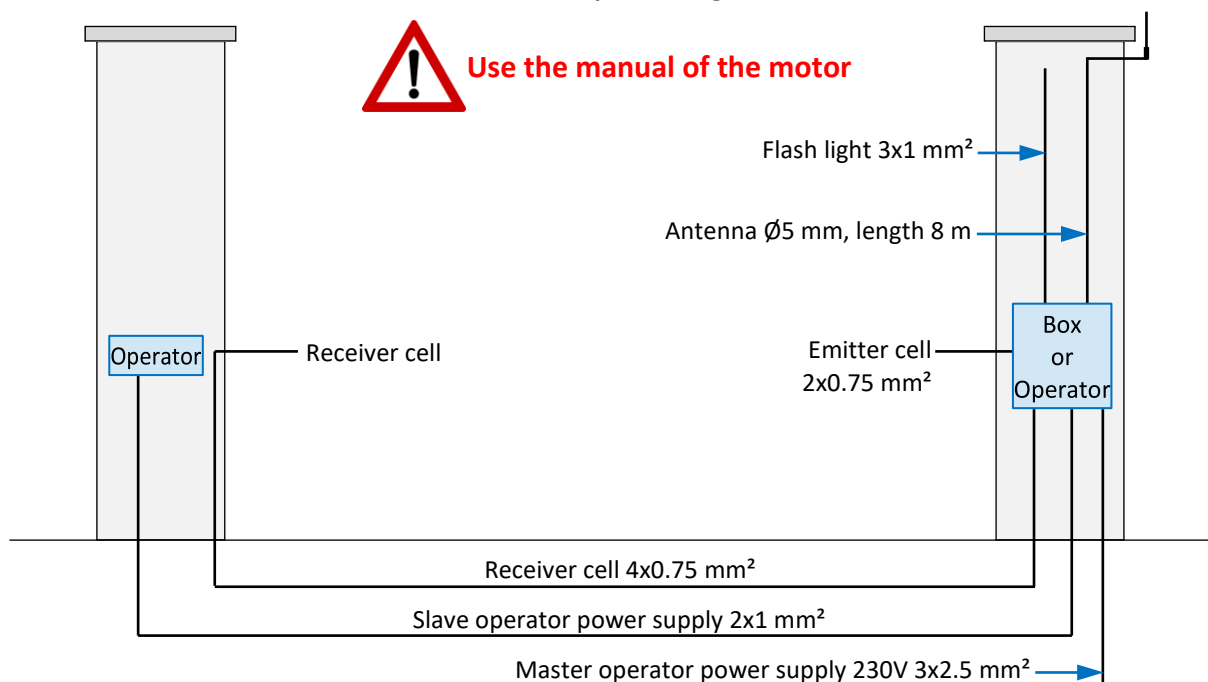 Use the manual of the motor
Flash light 3x1 mm²
Antenna Ø5 mm, length 8 m
Operator
Receiver cell
Emitter cell
2x0.75 mm²
Box
or
Operator
Receiver cell 4x0.75 mm²
Slave operator power supply 2x1 mm²
Master operator power supply 230V 3x2.5 mm²